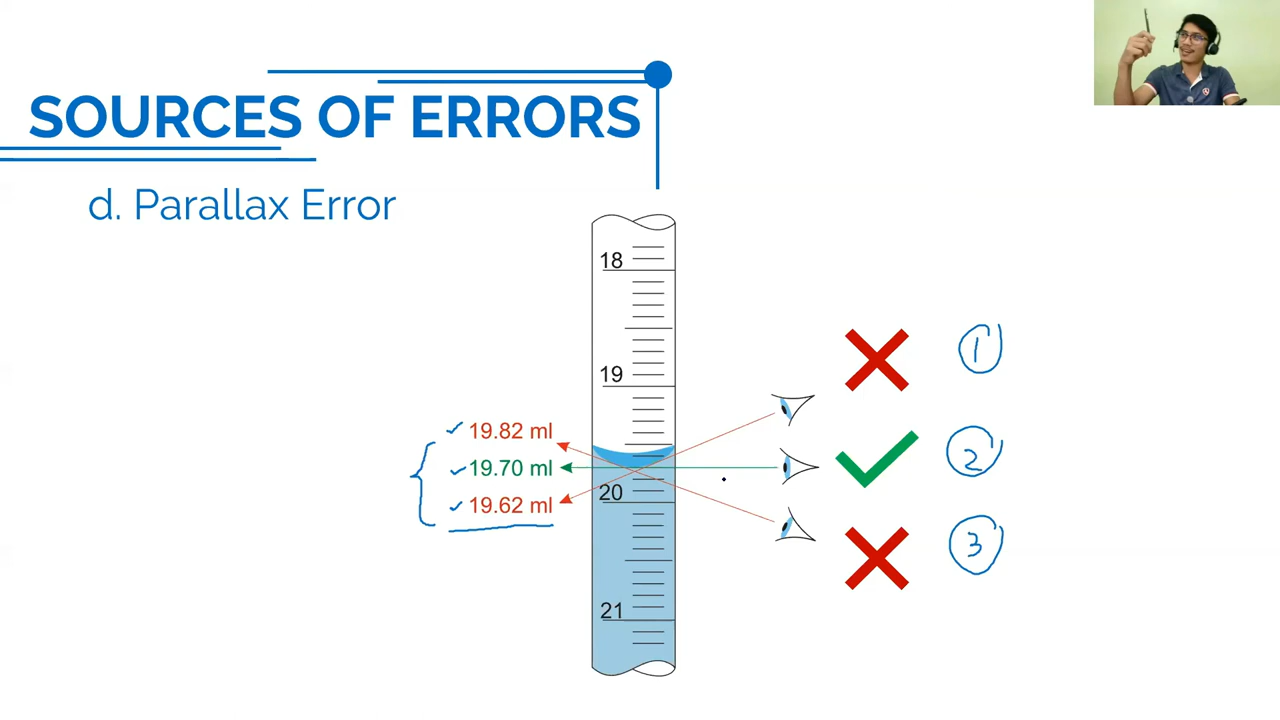 SOURCES OF ERRORS
d. Parallax Error
18
19
20
21
19.82 ml
19.70 ml
19.62 ml
1
2
3